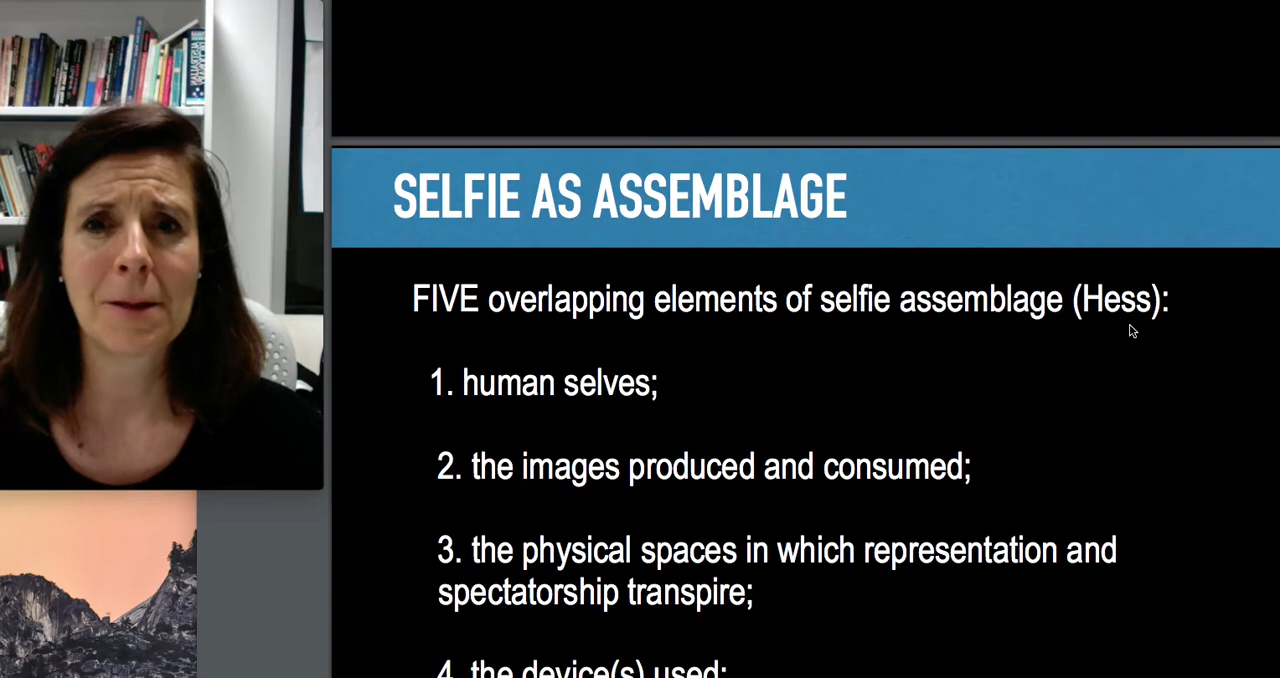 SELFIE AS ASSEMBLAGE
FIVE overlapping elements of selfie assemblage (Hess):
1. human selves;
2. the images produced and consumed;
3. the physical spaces in which representation and
spectatorship transpire;
4. the device(s) used;